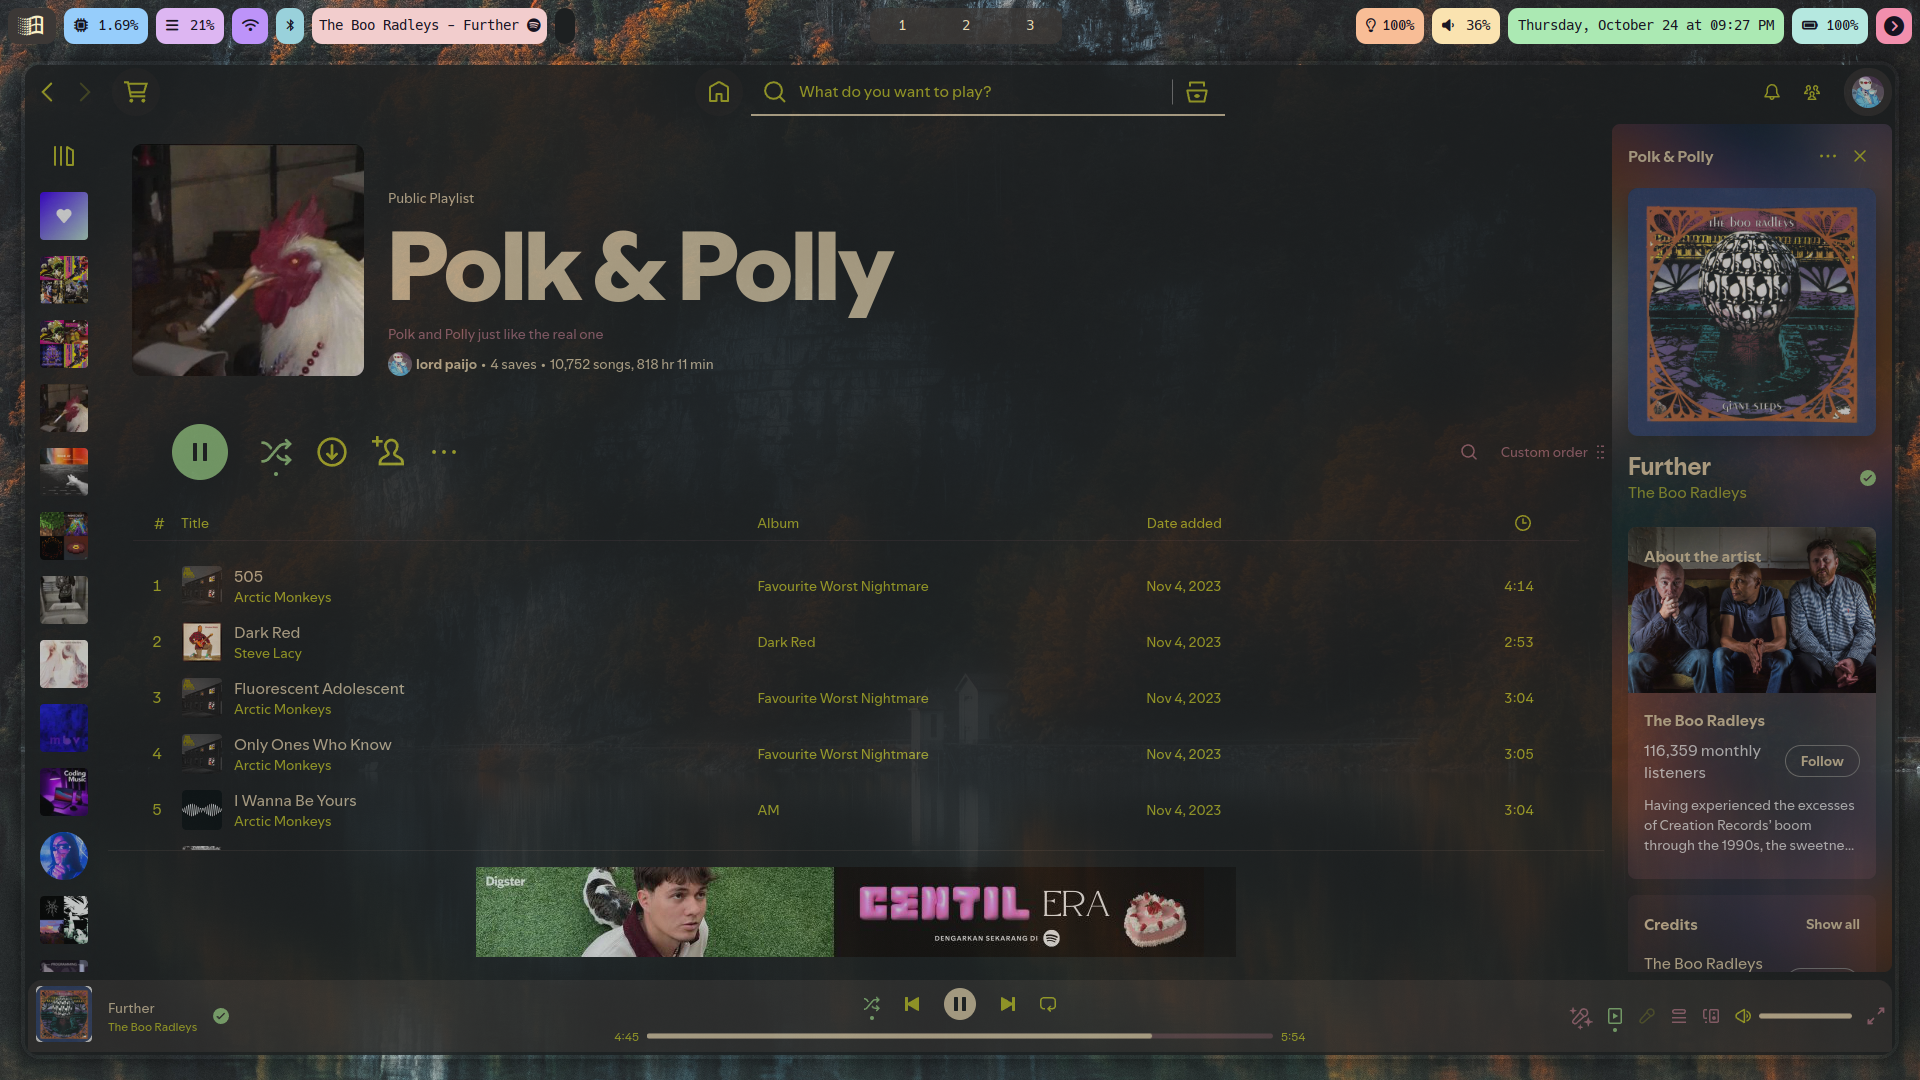 1.69%
21%
The Boo Radleys - Further
1 2 3
100%
36%
Thursday, October 24 at 09:27 PM
100%
What do you want to play?
Public Playlist
Polk & Polly
Polk and Polly just like the real one
lord paijo • 4 saves • 10,752 songs, 818 hr 11 min
Custom order
# Title Album Date added
1 505 Favourite Worst Nightmare Nov 4, 2023 4:14
Arctic Monkeys
2 Dark Red Dark Red Nov 4, 2023 2:53
Steve Lacy
3 Fluorescent Adolescent Favourite Worst Nightmare Nov 4, 2023 3:04
Arctic Monkeys
4 Only Ones Who Know Favourite Worst Nightmare Nov 4, 2023 3:05
Arctic Monkeys
5 I Wanna Be Yours AM Nov 4, 2023 3:04
Arctic Monkeys
mbv
Coding
Music
Digster
CENTIL ERA
DENGARKAN SEKARANG DI
Polk & Polly
THE BOO RADLEYS
GIANT STEPS
Further
The Boo Radleys
About the artist
The Boo Radleys
116,359 monthly
listeners
Follow
Having experienced the excesses
of Creation Records' boom
through the 1990s, the sweetne...
Credits
Show all
The Boo Radleys
Further
The Boo Radleys
4:45
5:54